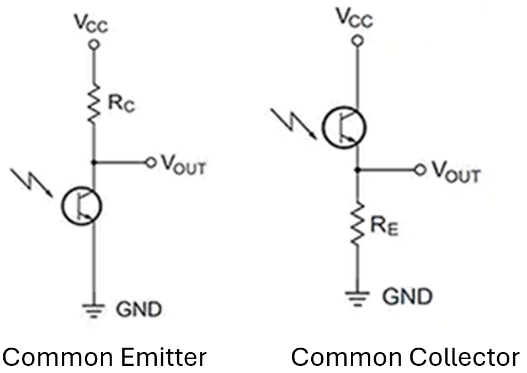 VCC
RC
VOUT
GND
Common Emitter
VCC
VOUT
RE
GND
Common Collector